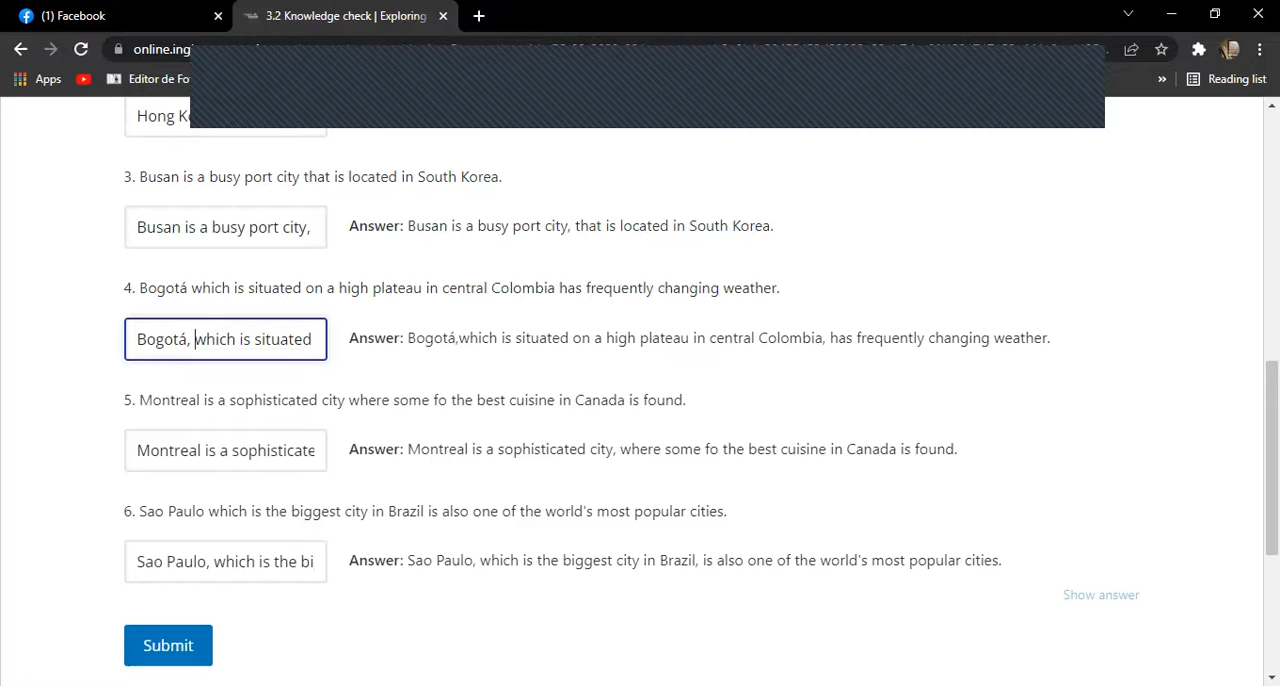 (1) Facebook
3.2 Knowledge check | Exploring
online.ing
Apps
Editor de Fo
Reading list
Hong K
3. Busan is a busy port city that is located in South Korea.
Busan is a busy port city, Answer: Busan is a busy port city, that is located in South Korea.
4. Bogotá which is situated on a high plateau in central Colombia has frequently changing weather.
Bogotá, which is situated Answer: Bogotá,which is situated on a high plateau in central Colombia, has frequently changing weather.
5. Montreal is a sophisticated city where some fo the best cuisine in Canada is found.
Montreal is a sophisticate Answer: Montreal is a sophisticated city, where some fo the best cuisine in Canada is found.
6. Sao Paulo which is the biggest city in Brazil is also one of the world's most popular cities.
Sao Paulo, which is the bi Answer: Sao Paulo, which is the biggest city in Brazil, is also one of the world's most popular cities.
Show answer
Submit